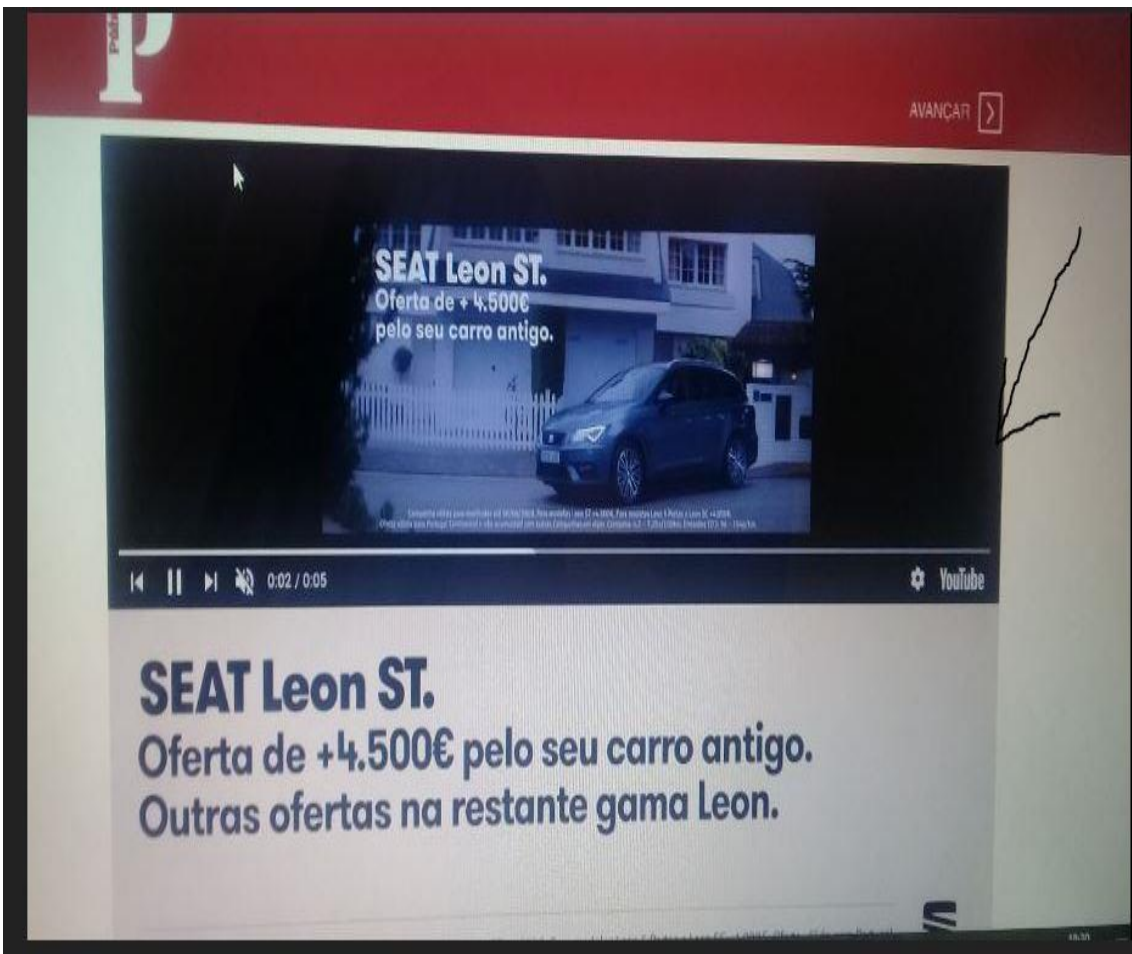 P
AVANÇAR
SEAT Leon ST.
Oferta de + 4.500€
pelo seu carro antigo.
0:02 / 0:05
YouTube
SEAT Leon ST.
Oferta de +4.500€ pelo seu carro antigo.
Outras ofertas na restante gama Leon.